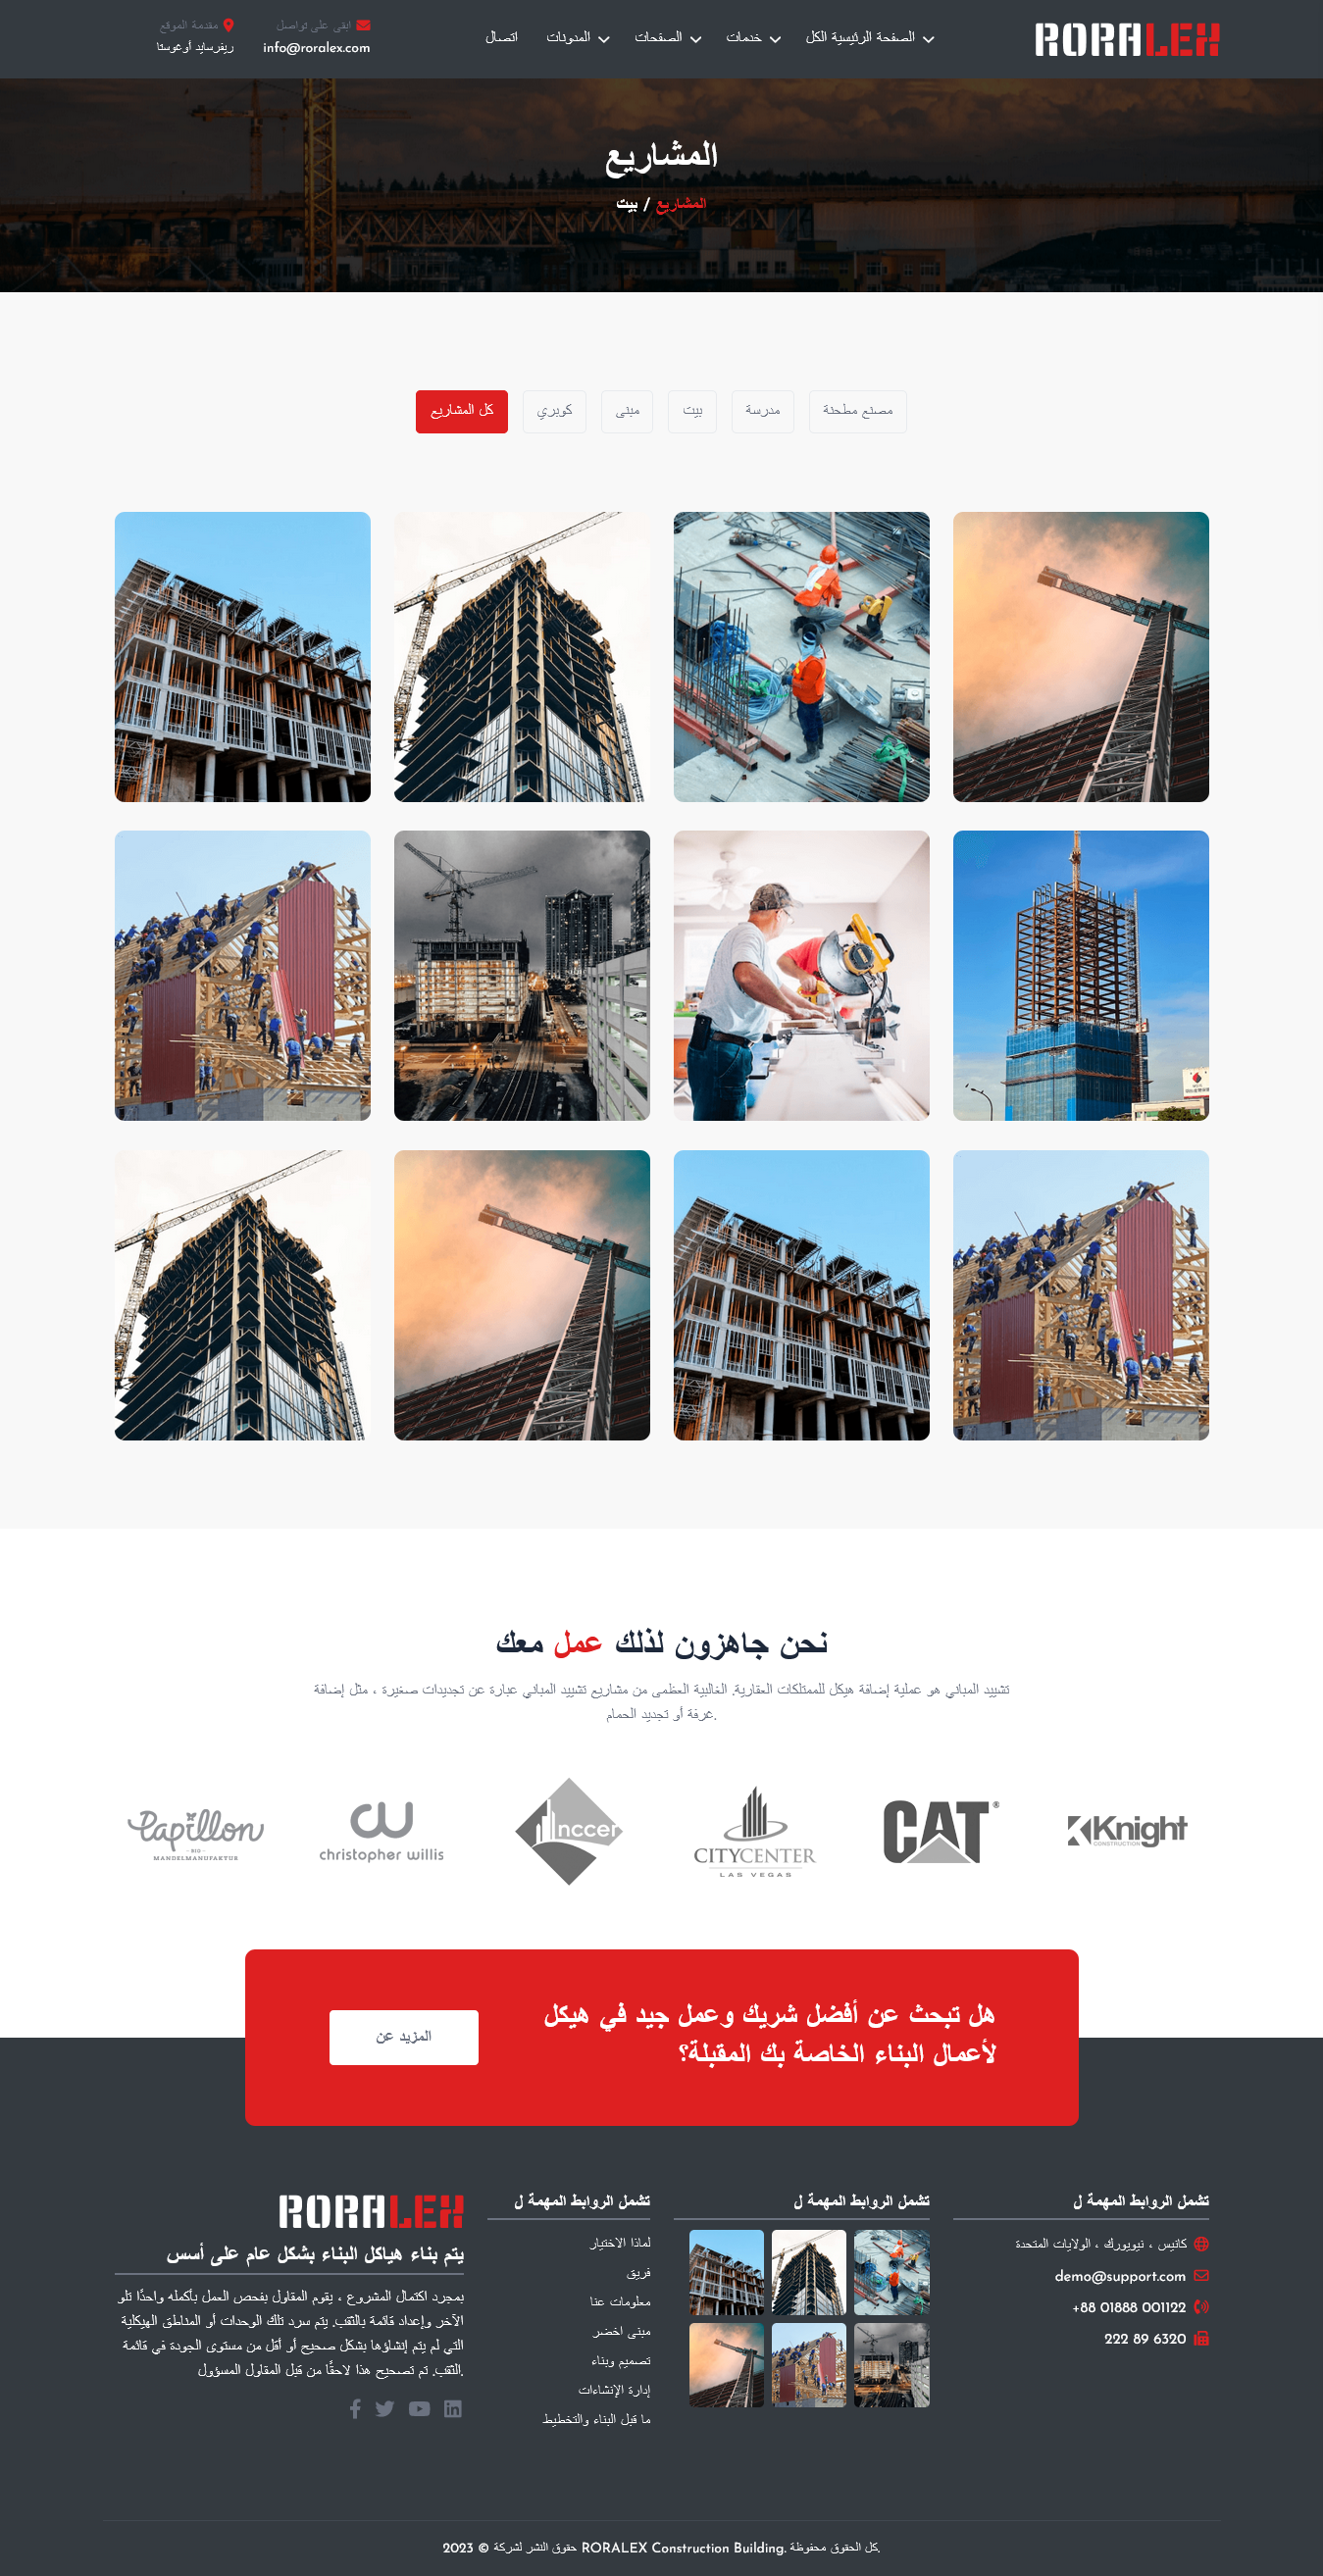 RORALEX
الصفحة الرئيسية الكل
خدمات
الصفحات
المدونات
اتصال
ابقى على تواصل
info@roralex.com
مقدمة الموقع
ريفرسايد أوغوستا
المشاريع
بيت / المشاريع
كل المشاريع
كوبري
مبنى
بيت
مدرسة
مصنع مطحنة
نحن جاهزون لذلك عمل معك
تشييد المباني هو عملية إضافة هيكل للممتلكات العقارية. الغالبية العظمى من مشاريع تشييد المباني عبارة عن تجديدات صغيرة ، مثل إضافة
غرفة أو تجديد الحمام.
Papillon
BIO
MANDELMANUFAKTUR
christopher willis
nccer
CITYCENTER
LAS VEGAS
CAT
Knight
CONSTRUCTION
هل تبحث عن أفضل شريك وعمل جيد في هيكل
لأعمال البناء الخاصة بك المقبلة؟
المزيد عن
تشمل الروابط المهمة ل
كانيس ، نيويورك ، الولايات المتحدة
demo@support.com
+88 01888 001122
222 89 6320
تشمل الروابط المهمة ل
تشمل الروابط المهمة ل
لماذا الاختيار
فريق
معلومات عنا
مبنى اخضر
تصميم وبناء
إدارة الإنشاءات
ما قبل البناء والتخطيط
RORALEX
يتم بناء هياكل البناء بشكل عام على أسس
بمجرد اكتمال المشروع ، يقوم المقاول بفحص العمل بأكمله واحدًا تلو
الآخر وإعداد قائمة بالثقب. يتم سرد تلك الوحدات أو المناطق الهيكلية
التي لم يتم إنشاؤها بشكل صحيح أو أقل من مستوى الجودة في قائمة
الثقب. تم تصحيح هذا لاحقًا من قبل المقاول المسؤول.
2023 © حقوق النشر لشركة RORALEX Construction Building. كل الحقوق محفوظة.